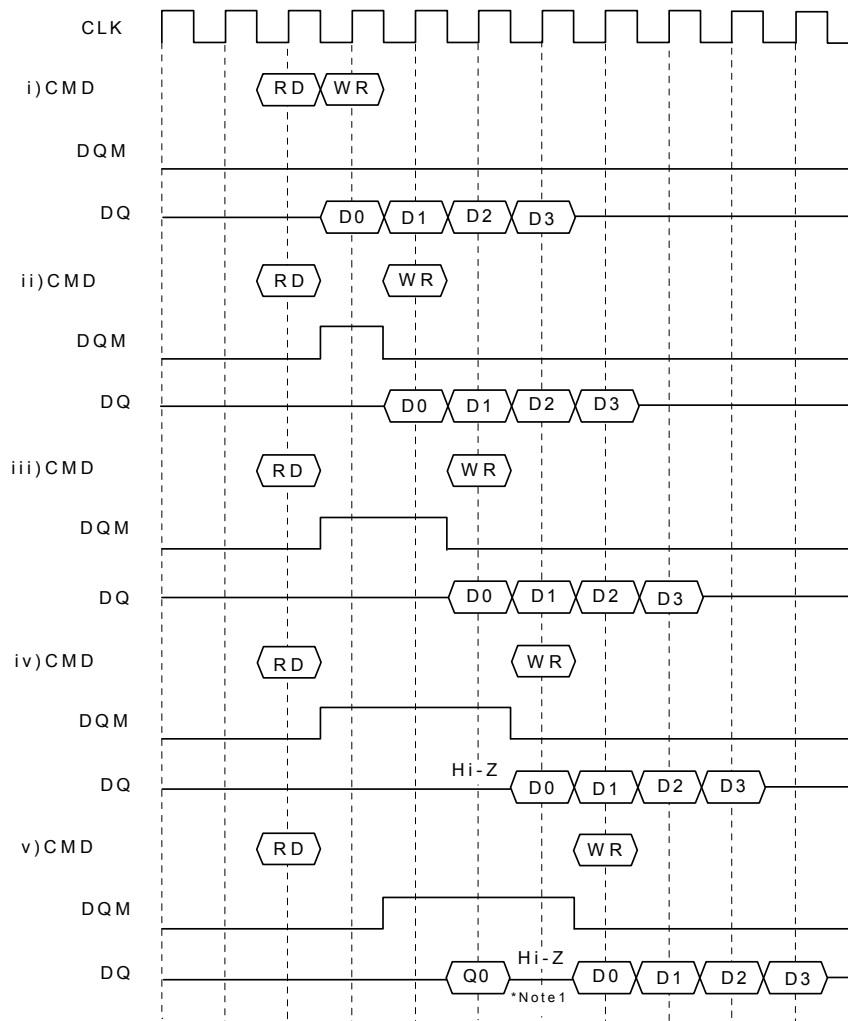 CLK
i)CMD RD WR
DQM
DQ D0 D1 D2 D3
ii)CMD RD WR
DQM
DQ D0 D1 D2 D3
iii)CMD RD WR
DQM
DQ D0 D1 D2 D3
iv)CMD RD WR
DQM
Hi-Z
DQ D0 D1 D2 D3
v)CMD RD WR
DQM
Hi-Z
DQ Q0 D0 D1 D2 D3
*Note1